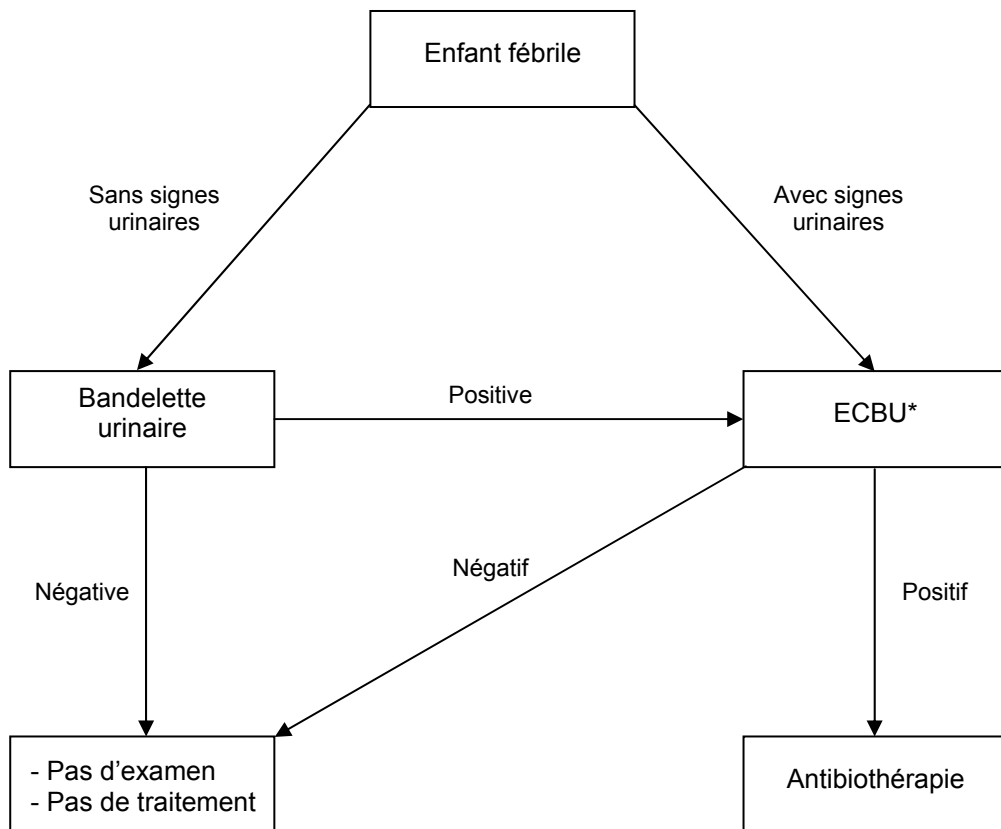 Enfant fébrile
Sans signes
urinaires
Avec signes
urinaires
Bandelette
urinaire
Positive
ECBU*
Négative
Négatif
Positif
- Pas d’examen
- Pas de traitement
Antibiothérapie